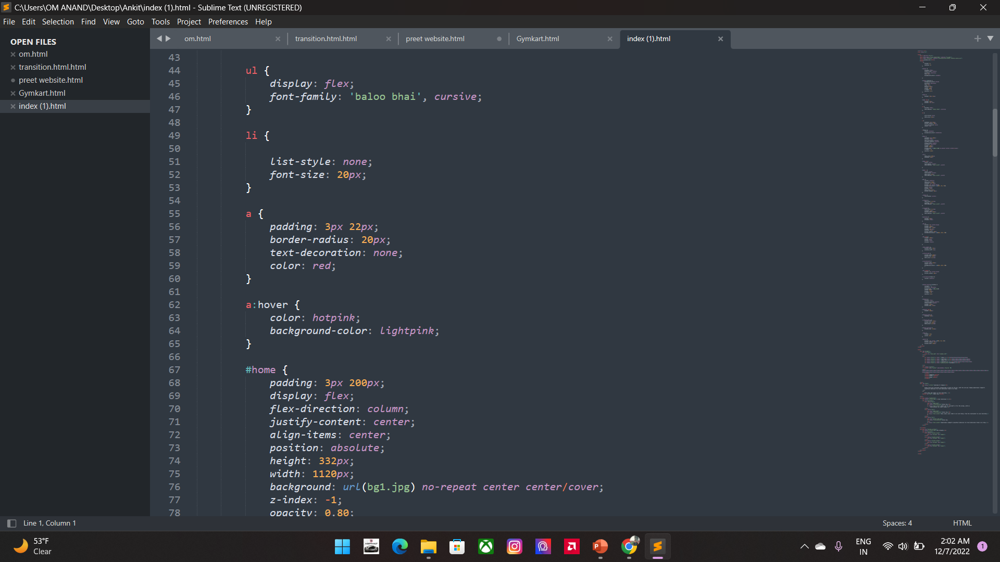 C:\Users\OM ANAND\Desktop\Ankit\index (1).html - Sublime Text (UNREGISTERED)
File Edit Selection Find View Goto Tools Project Preferences Help
OPEN FILES
om.html
transition.html.html
preet website.html
Gymkart.html
index (1).html
om.html transition.html.html preet website.html Gymkart.html index (1).html
43
44 ul {
45 display: flex;
46 font-family: 'baloo bhai', cursive;
47 }
48
49 li {
50
51 list-style: none;
52 font-size: 20px;
53 }
54
55 a {
56 padding: 3px 22px;
57 border-radius: 20px;
58 text-decoration: none;
59 color: red;
60 }
61
62 a:hover {
63 color: hotpink;
64 background-color: lightpink;
65 }
66
67 #home {
68 padding: 3px 200px;
69 display: flex;
70 flex-direction: column;
71 justify-content: center;
72 align-items: center;
73 position: absolute;
74 height: 332px;
75 width: 1120px;
76 background: url(bg1.jpg) no-repeat center center/cover;
77 z-index: -1;
78 opacity: 0.80;
Line 1, Column 1 Spaces: 4 HTML
53°F
Clear
ENG
IN
2:02 AM
12/7/2022
1